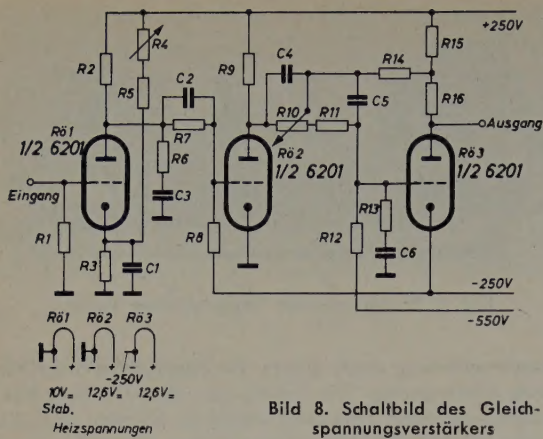 +250V
R2
R4
R5
R9
C4
R14
R15
R16
C2
C5
Rö1
1/2 6201
R7
R6
C3
R10
R11
Rö2
1/2 6201
Ausgang
Rö3
1/2 6201
Eingang
R1
R3
C1
R8
R12
R13
C6
-250V
-550V
Rö1 Rö2 Rö3
- + - + - +
-250V
10V= 12,6V= 12,6V=
Stab.
Heizspannungen
Bild 8. Schaltbild des Gleich-
spannungsverstärkers